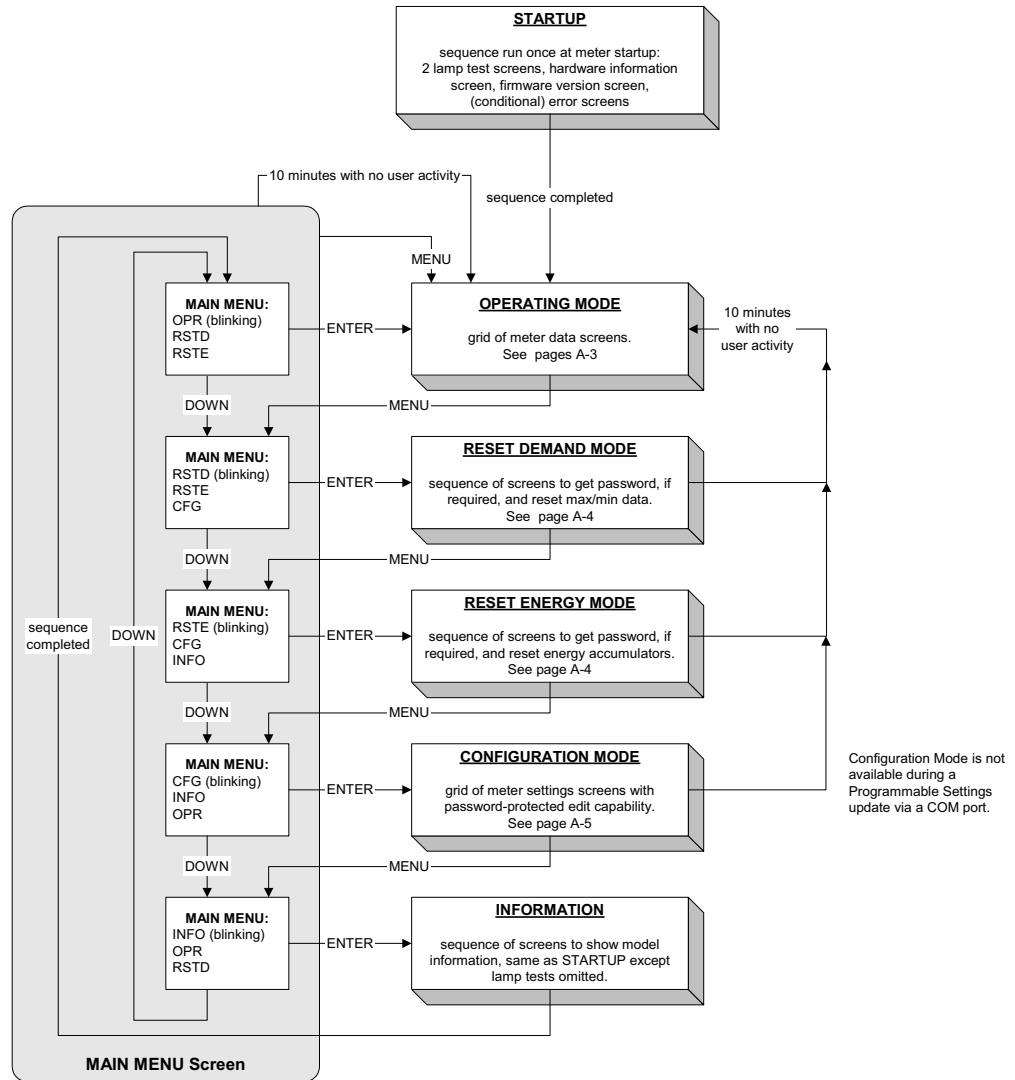 STARTUP
sequence run once at meter startup:
2 lamp test screens, hardware information
screen, firmware version screen,
(conditional) error screens
10 minutes with no user activity
sequence completed
MENU
MAIN MENU:
OPR (blinking)
RSTD
RSTE
ENTER
OPERATING MODE
grid of meter data screens.
See pages A-3
10 minutes
with no
user activity
DOWN
MENU
MAIN MENU:
RSTD (blinking)
RSTE
CFG
ENTER
RESET DEMAND MODE
sequence of screens to get password, if
required, and reset max/min data.
See page A-4
DOWN
MENU
sequence
completed
DOWN
MAIN MENU:
RSTE (blinking)
CFG
INFO
ENTER
RESET ENERGY MODE
sequence of screens to get password, if
required, and reset energy accumulators.
See page A-4
DOWN
MENU
MAIN MENU:
CFG (blinking)
INFO
OPR
ENTER
CONFIGURATION MODE
grid of meter settings screens with
password-protected edit capability.
See page A-5
Configuration Mode is not
available during a
Programmable Settings
update via a COM port.
DOWN
MENU
MAIN MENU:
INFO (blinking)
OPR
RSTD
ENTER
INFORMATION
sequence of screens to show model
information, same as STARTUP except
lamp tests omitted.
MAIN MENU Screen